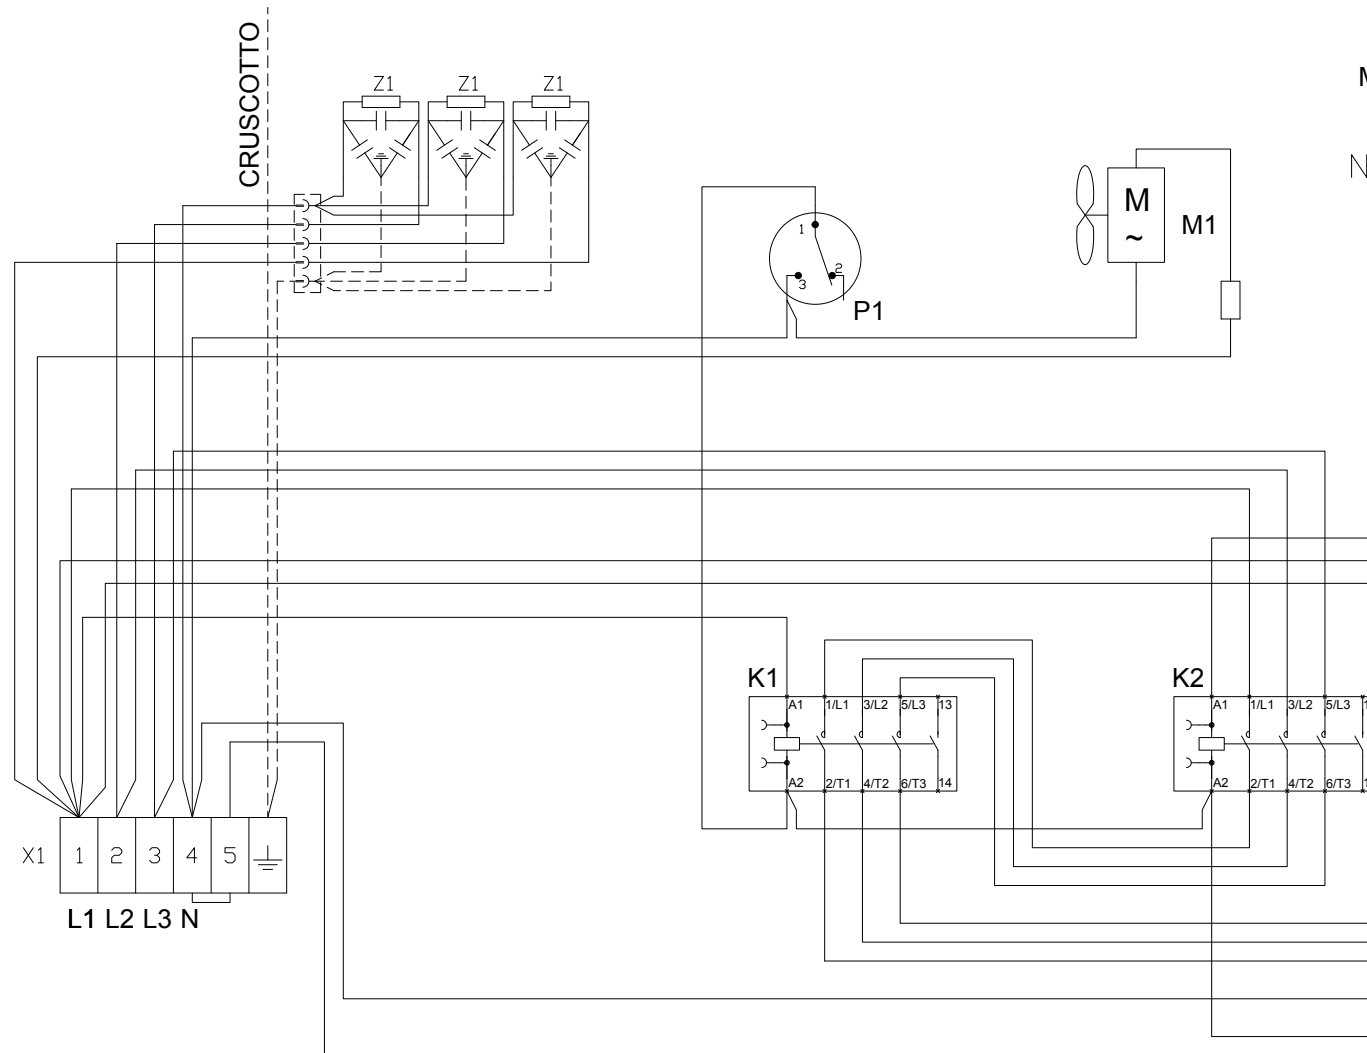 CRUSCOTTO
Z1 Z1 Z1
M
N
1
2
3
P1
M
~
M1
K1
A1 1/L1 3/L2 5/L3 13
A2 2/T1 4/T2 6/T3 14
K2
A1 1/L1 3/L2 5/L3 1
A2 2/T1 4/T2 6/T3 1
X1 1 2 3 4 5
L1 L2 L3 N